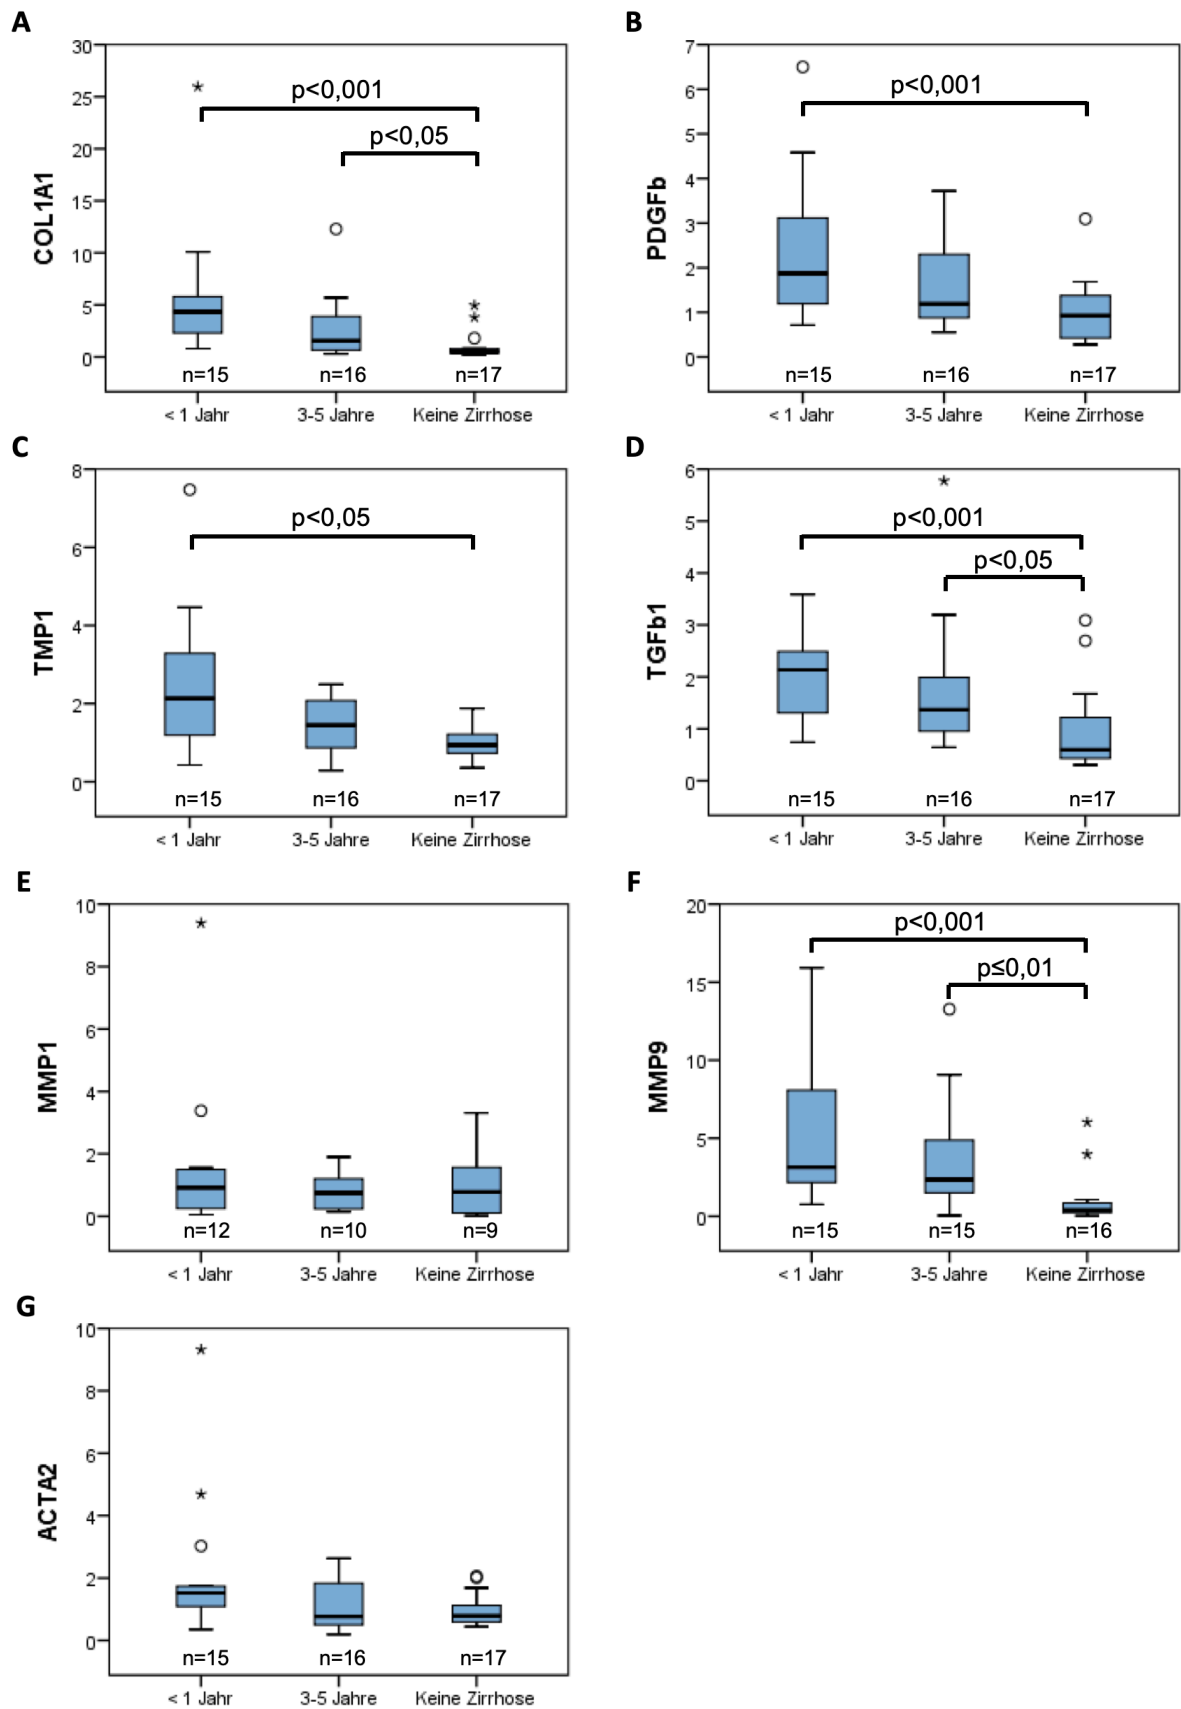 A
30
25
20
15
10
5
0
COL1A1
*
p<0,001
p<0,05
*
*
n=15
n=16
n=17
< 1 Jahr
3-5 Jahre
Keine Zirrhose
B
7
6
5
4
3
2
1
0
PDGFb
p<0,001
n=15
n=16
n=17
< 1 Jahr
3-5 Jahre
Keine Zirrhose
C
8
6
4
2
0
TMP1
p<0,05
n=15
n=16
n=17
< 1 Jahr
3-5 Jahre
Keine Zirrhose
D
6
5
4
3
2
1
0
TGFb1
*
p<0,001
p<0,05
n=15
n=16
n=17
< 1 Jahr
3-5 Jahre
Keine Zirrhose
E
10
8
6
4
2
0
MMP1
*
n=12
n=10
n=9
< 1 Jahr
3-5 Jahre
Keine Zirrhose
F
20
15
10
5
0
MMP9
p<0,001
p≤0,01
*
*
n=15
n=15
n=16
< 1 Jahr
3-5 Jahre
Keine Zirrhose
G
10
8
6
4
2
0
ACTA2
*
*
n=15
n=16
n=17
< 1 Jahr
3-5 Jahre
Keine Zirrhose